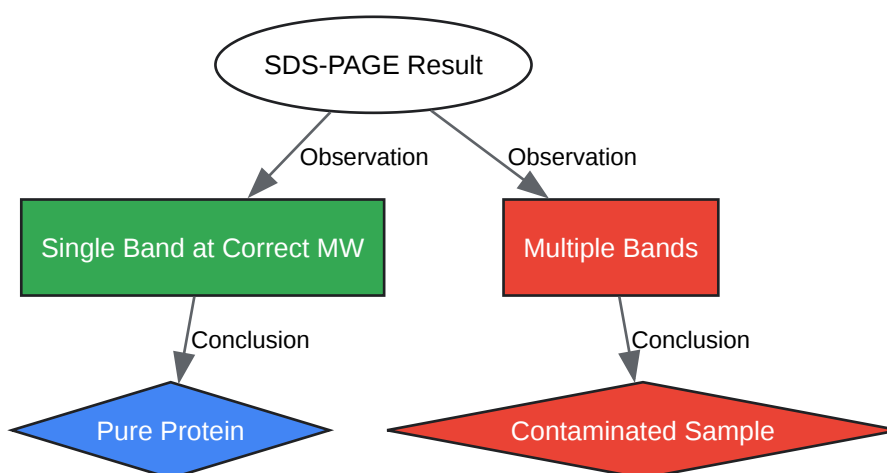 SDS-PAGE Result
Observation
Observation
Single Band at Correct MW
Multiple Bands
Conclusion
Conclusion
Pure Protein
Contaminated Sample